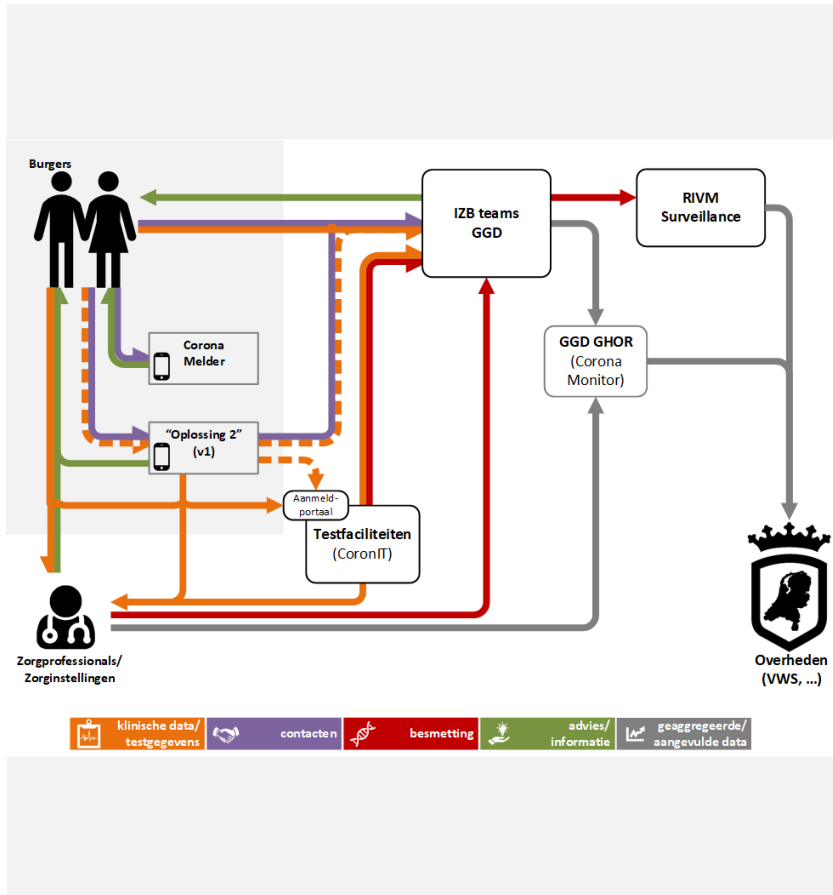 Burgers
IZB teams
GGD
RIVM
Surveillance
Corona
Melder
GGD GHOR
(Corona
Monitor)
“Oplossing 2”
(v1)
Aanmeld-
portaal
Testfaciliteiten
(CoronIT)
Zorgprofessionals/
Zorginstellingen
Overheden
(VWS, ...)
klinische data/
testgegevens
contacten
besmetting
advies/
informatie
geaggregeerde/
aangevulde data